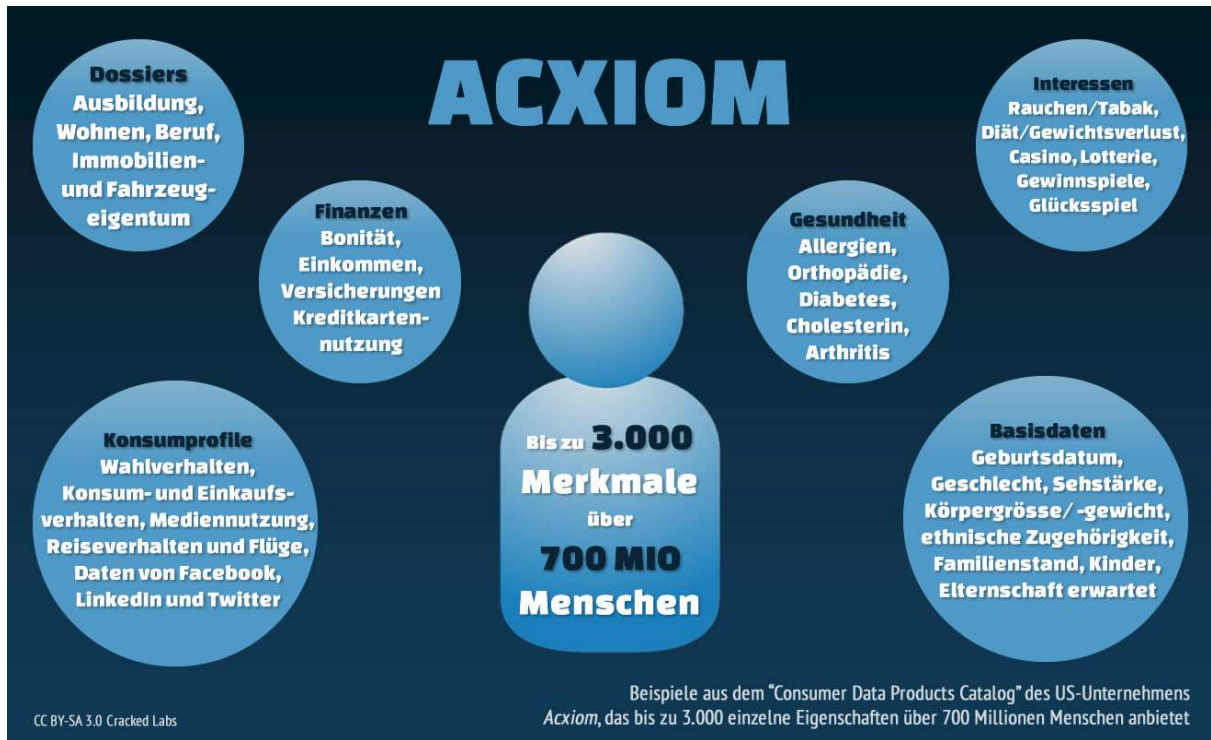 ACXIOM
Dossiers
Ausbildung,
Wohnen, Beruf,
Immobilien-
und Fahrzeug-
eigentum
Finanzen
Bonität,
Einkommen,
Versicherungen
Kreditkarten-
nutzung
Konsumprofile
Wahlverhalten,
Konsum- und Einkaufs-
verhalten, Mediennutzung,
Reiseverhalten und Flüge,
Daten von Facebook,
LinkedIn und Twitter
Bis zu 3.000
Merkmale
über
700 MIO
Menschen
Gesundheit
Allergien,
Orthopädie,
Diabetes,
Cholesterin,
Arthritis
Interessen
Rauchen/Tabak,
Diät/Gewichtsverlust,
Casino, Lotterie,
Gewinnspiele,
Glücksspiel
Basisdaten
Geburtsdatum,
Geschlecht, Sehstärke,
Körpergrösse/ -gewicht,
ethnische Zugehörigkeit,
Familienstand, Kinder,
Elternschaft erwartet
CC BY-SA 3.0 Cracked Labs
Beispiele aus dem “Consumer Data Products Catalog” des US-Unternehmens
Acxiom, das bis zu 3.000 einzelne Eigenschaften über 700 Millionen Menschen anbietet